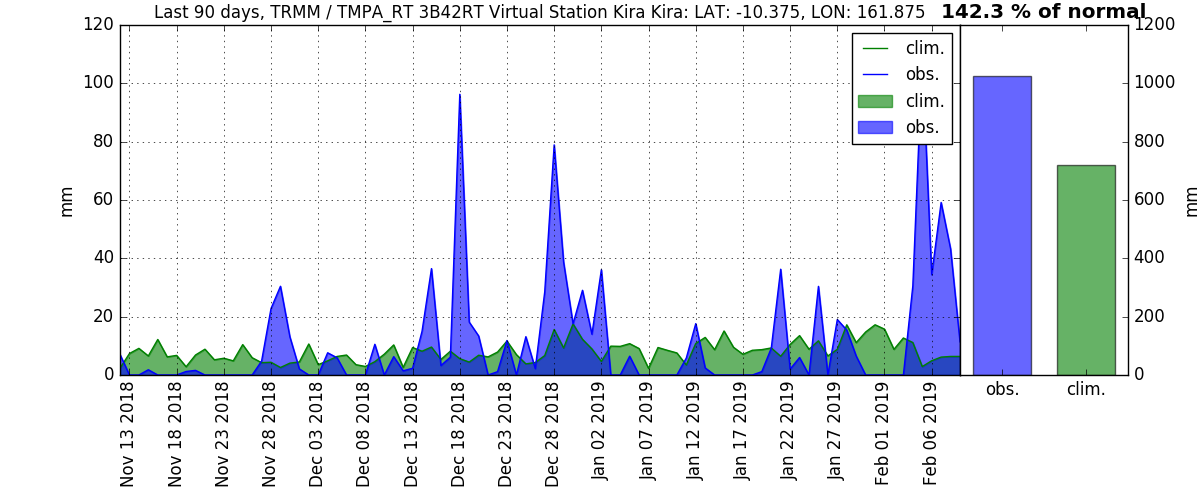 Last 90 days, TRMM / TMPA_RT 3B42RT Virtual Station Kira Kira: LAT: -10.375, LON: 161.875 142.3 % of normal
120
100
80
60
40
20
0
mm
clim.
obs.
clim.
obs.
1200
1000
800
600
400
200
0
mm
Nov 13 2018
Nov 18 2018
Nov 23 2018
Nov 28 2018
Dec 03 2018
Dec 08 2018
Dec 13 2018
Dec 18 2018
Dec 23 2018
Dec 28 2018
Jan 02 2019
Jan 07 2019
Jan 12 2019
Jan 17 2019
Jan 22 2019
Jan 27 2019
Feb 01 2019
Feb 06 2019
obs.
clim.